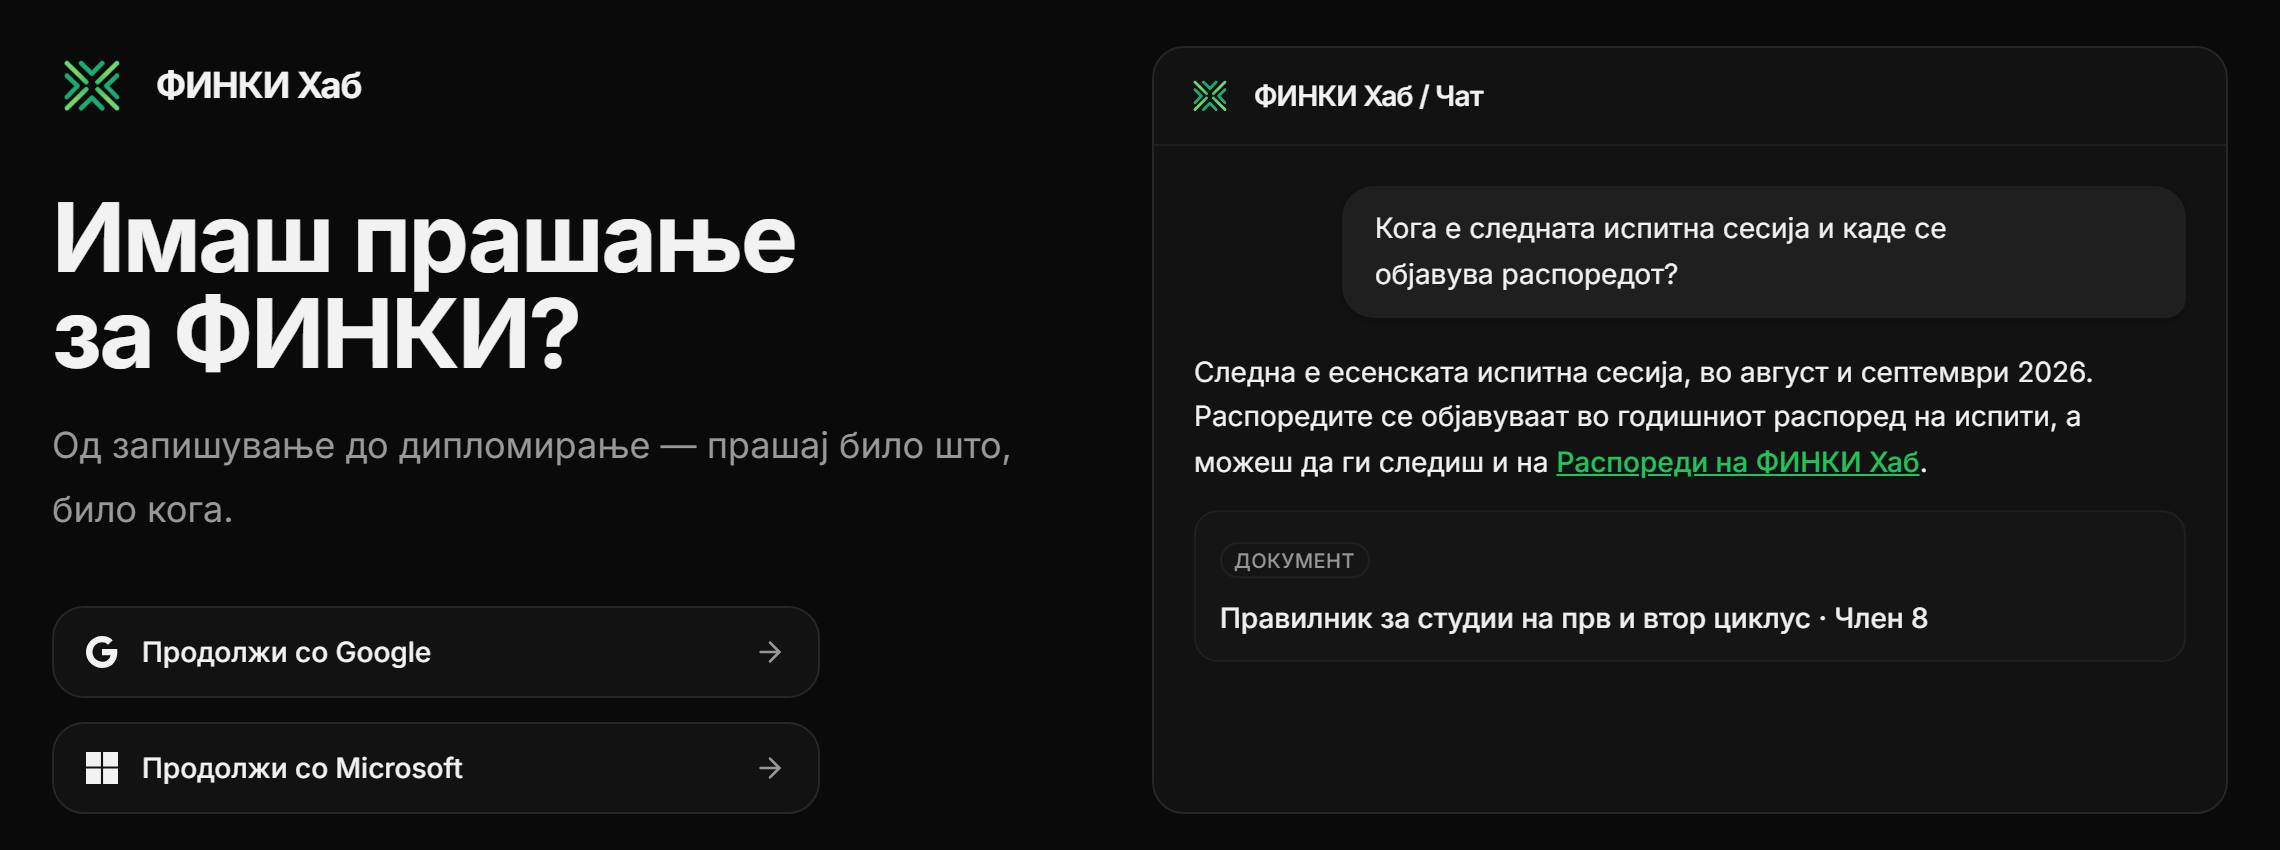 ФИНКИ Хаб
Имаш прашање
за ФИНКИ?
Од запишување до дипломирање — прашај било што,
било кога.
Продолжи со Google
Продолжи со Microsoft
ФИНКИ Хаб / Чат
Кога е следната испитна сесија и каде се
објавува распоредот?
Следна е есенската испитна сесија, во август и септември 2026.
Распоредите се објавуваат во годишниот распоред на испити, а
можеш да ги следиш и на Распореди на ФИНКИ Хаб.
ДОКУМЕНТ
Правилник за студии на прв и втор циклус · Член 8